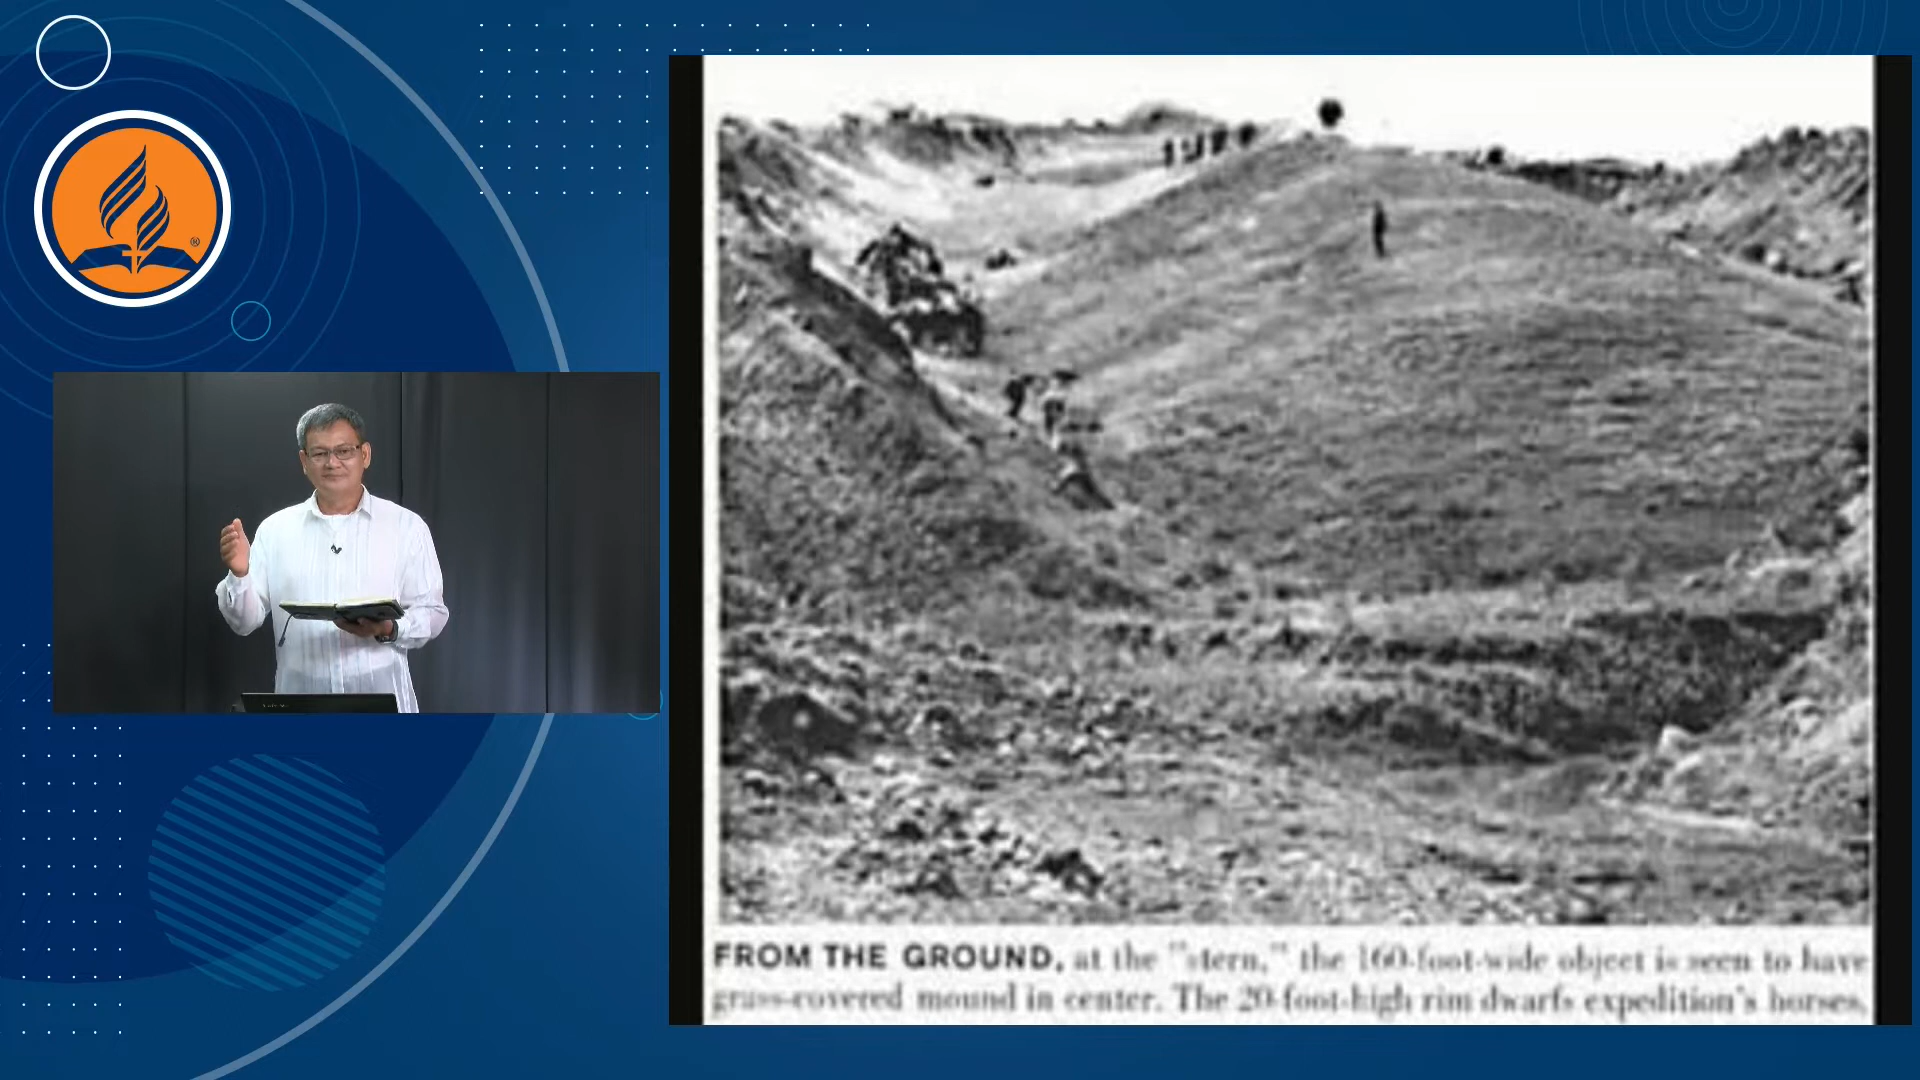 ®
FROM THE GROUND, at the "stern," the 160-foot-wide object is seen to have
grass-covered mound in center. The 20-foot-high rim dwarfs expedition's horses.